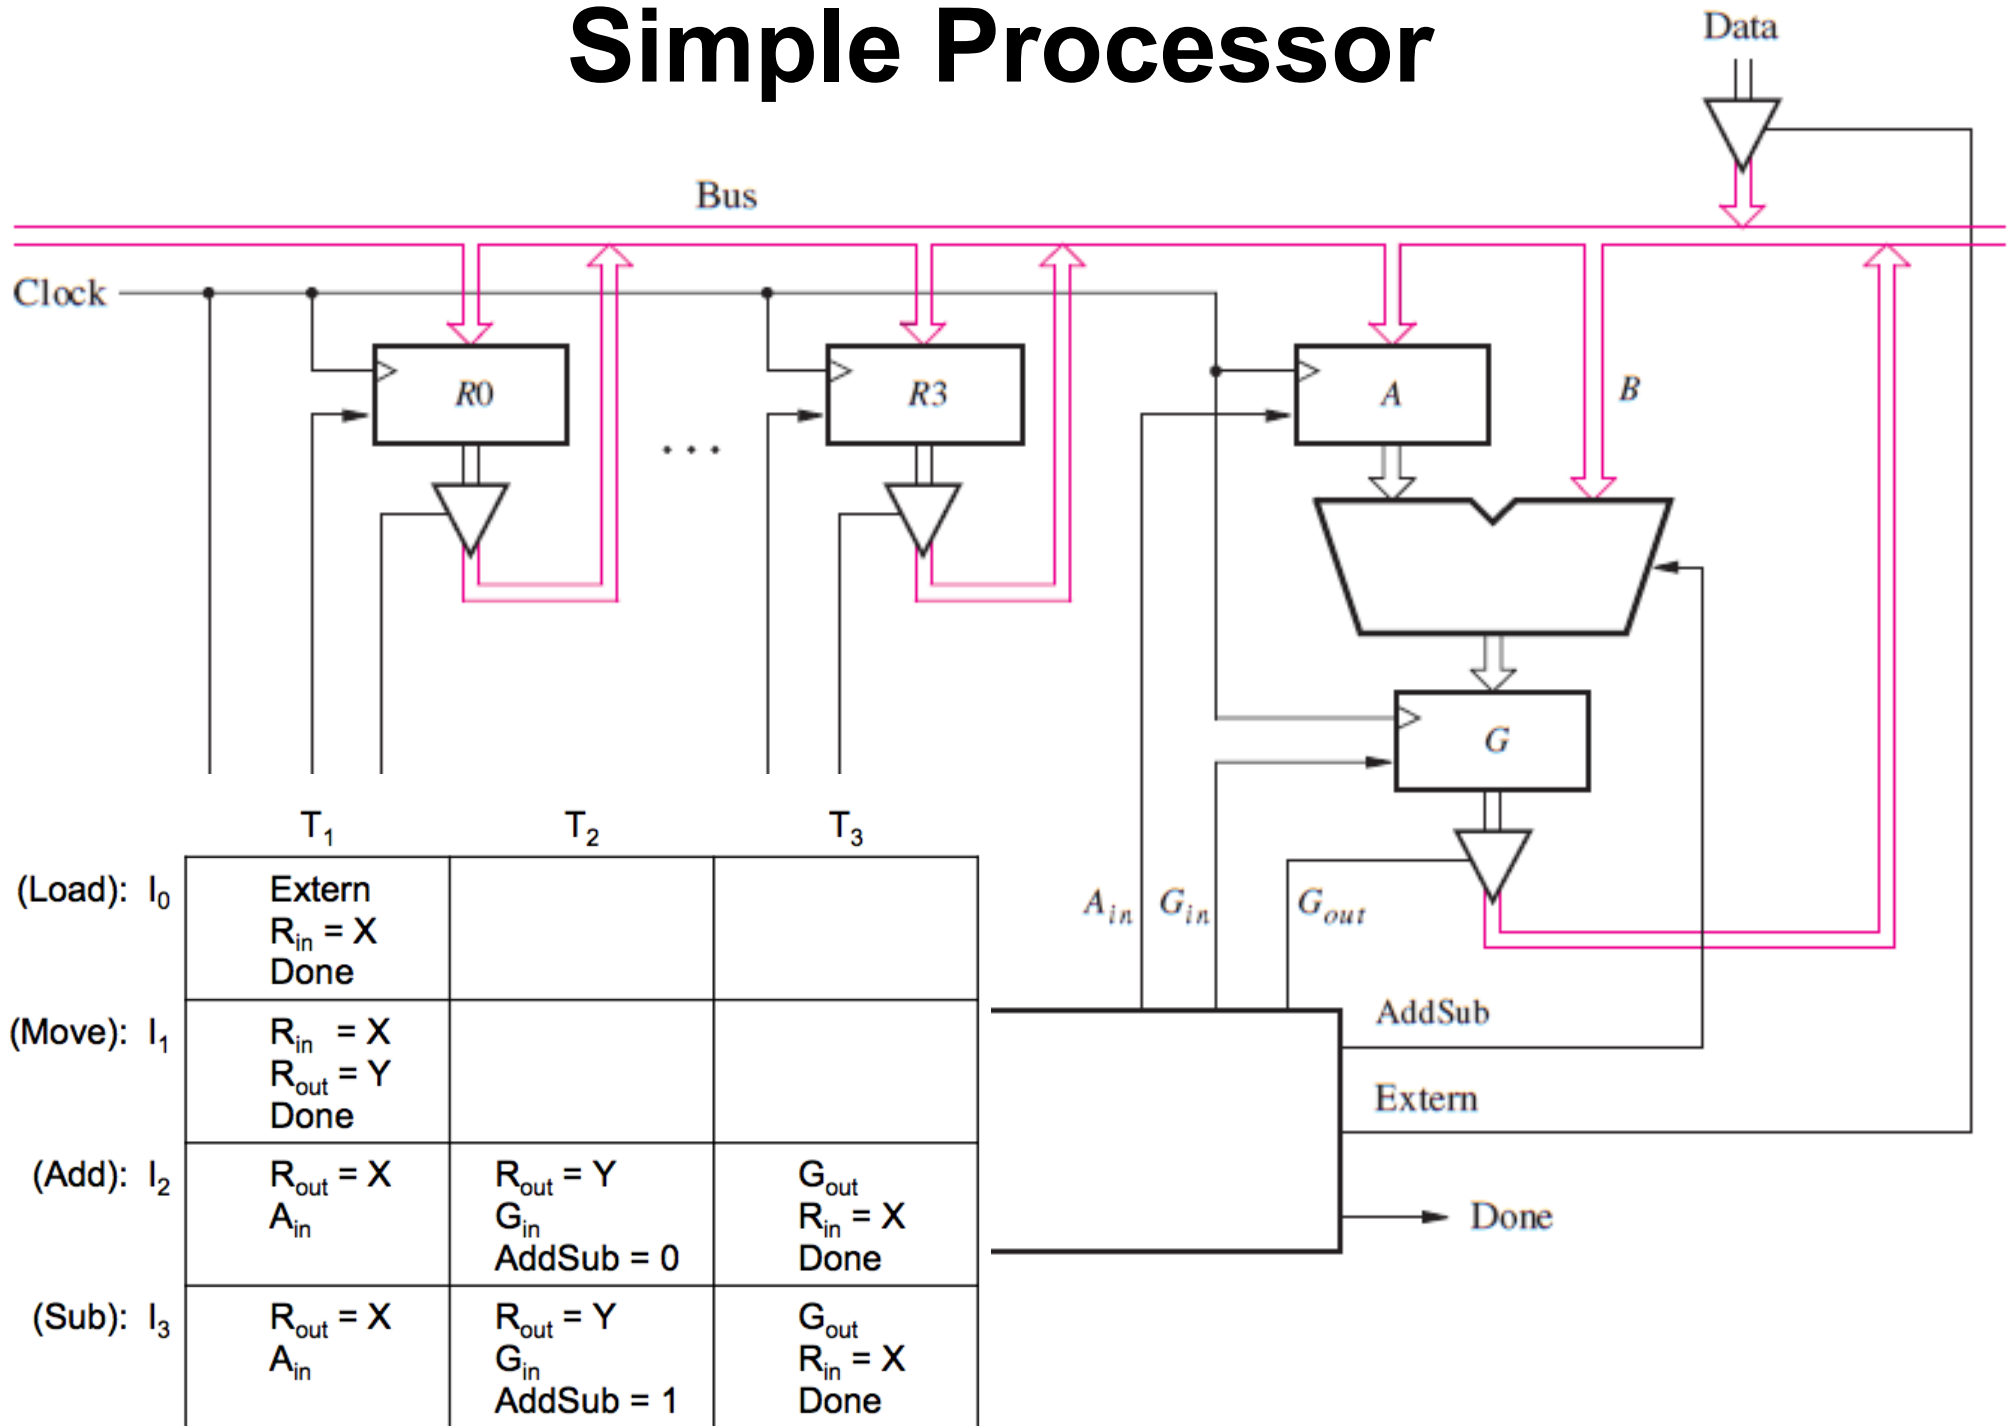 Simple Processor
Data
Bus
Clock
R0
R3
A
B
. . .
G
T1 T2 T3
Ain Gin Gout
(Load): I0 Extern
Rin = X
Done
(Move): I1 Rin = X
Rout = Y
Done
(Add): I2 Rout = X Rout = Y Gout
Ain Gin Rin = X
AddSub = 0 Done
(Sub): I3 Rout = X Rout = Y Gout
Ain Gin Rin = X
AddSub = 1 Done
AddSub
Extern
Done